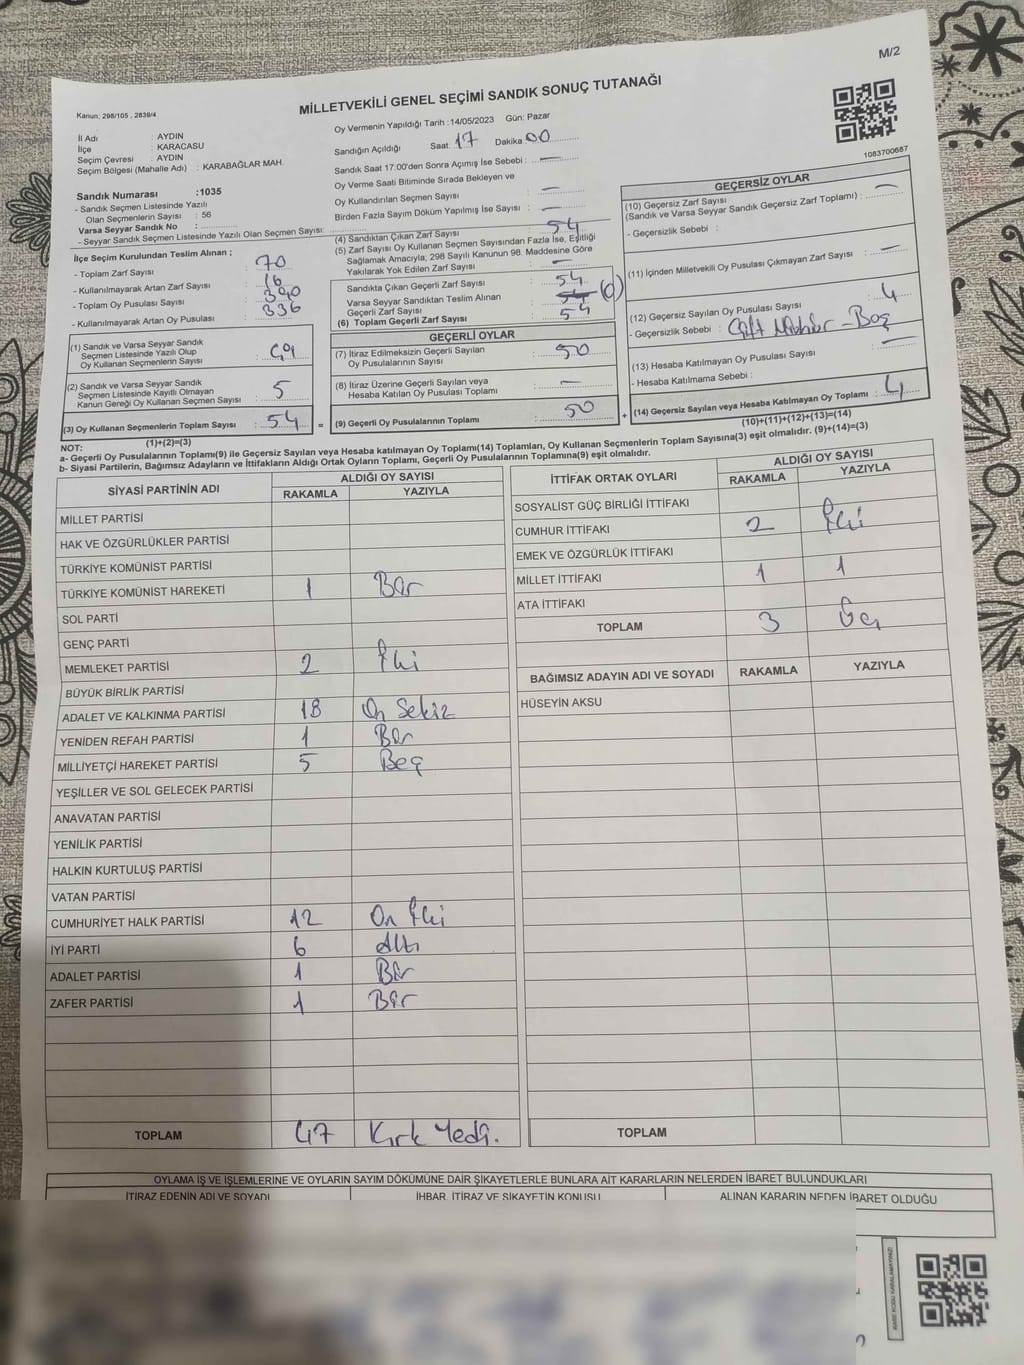 M/2
MİLLETVEKİLİ GENEL SEÇİMİ SANDIK SONUÇ TUTANAĞI
Kanun; 298/105 , 2839/4
İl Adı : AYDIN
İlçe : KARACASU
Seçim Çevresi : AYDIN
Seçim Bölgesi (Mahalle Adı) : KARABAĞLAR MAH.
Sandık Numarası :1035
- Sandık Seçmen Listesinde Yazılı
Olan Seçmenlerin Sayısı : 56
Varsa Seyyar Sandık No :
- Seyyar Sandık Seçmen Listesinde Yazılı Olan Seçmen Sayısı:
İlçe Seçim Kurulundan Teslim Alınan ;
- Toplam Zarf Sayısı : 70
- Kullanılmayarak Artan Zarf Sayısı : 16
- Toplam Oy Pusulası Sayısı : 390
- Kullanılmayarak Artan Oy Pusulası : 336
(1) Sandık ve Varsa Seyyar Sandık
Seçmen Listesinde Yazılı Olup
Oy Kullanan Seçmenlerin Sayısı : 49
(2) Sandık ve Varsa Seyyar Sandık
Seçmen Listesinde Kayıtlı Olmayan
Kanun Gereği Oy Kullanan Seçmen Sayısı : 5
(3) Oy Kullanan Seçmenlerin Toplam Sayısı : 54
(1)+(2)=(3)
Oy Vermenin Yapıldığı Tarih :14/05/2023 Gün: Pazar
Sandığın Açıldığı Saat: 17 Dakika 00
Sandık Saat 17:00'den Sonra Açımış İse Sebebi : —
Oy Verme Saati Bitiminde Sırada Bekleyen ve
Oy Kullandırılan Seçmen Sayısı : —
Birden Fazla Sayım Döküm Yapılmış İse Sayısı : —
(4) Sandıktan Çıkan Zarf Sayısı : 54
(5) Zarf Sayısı Oy Kullanan Seçmen Sayısından Fazla İse, Eşitliği
Sağlamak Amacıyla, 298 Sayılı Kanunun 98. Maddesine Göre
Yakılarak Yok Edilen Zarf Sayısı : —
Sandıkta Çıkan Geçerli Zarf Sayısı : 54
Varsa Seyyar Sandıktan Teslim Alınan
Geçerli Zarf Sayısı : 54 (0)
(6) Toplam Geçerli Zarf Sayısı : 54
GEÇERLİ OYLAR
(7) İtiraz Edilmeksizin Geçerli Sayılan
Oy Pusulalarının Sayısı : 50
(8) İtiraz Üzerine Geçerli Sayılan veya
Hesaba Katılan Oy Pusulası Toplamı : —
= (9) Geçerli Oy Pusulalarının Toplamı : 50 +
1083700687
GEÇERSİZ OYLAR
(10) Geçersiz Zarf Sayısı
(Sandık ve Varsa Seyyar Sandık Geçersiz Zarf Toplamı) : —
- Geçersizlik Sebebi :
(11) İçinden Milletvekili Oy Pusulası Çıkmayan Zarf Sayısı : —
(12) Geçersiz Sayılan Oy Pusulası Sayısı : 4
- Geçersizlik Sebebi : Çift Mühür - Boş
(13) Hesaba Katılmayan Oy Pusulası Sayısı : —
- Hesaba Katılmama Sebebi :
(14) Geçersiz Sayılan veya Hesaba Katılmayan Oy Toplamı : 4
(10)+(11)+(12)+(13)=(14)
NOT:
a- Geçerli Oy Pusulasının Toplamı(9) ile Geçersiz Sayılan veya Hesaba katılmayan Oy Toplamı(14) Toplamları, Oy Kullanan Seçmenlerin Toplam Sayısına(3) eşit olmalıdır. (9)+(14)=(3)
b- Siyasi Partilerin, Bağımsız Adayların ve İttifakların Aldığı Ortak Oyların Toplamı, Geçerli Oy Pusulalarının Toplamına(9) eşit olmalıdır.
SİYASİ PARTİNİN ADI ALDIĞI OY SAYISI
RAKAMLA YAZIYLA
MİLLET PARTİSİ
HAK VE ÖZGÜRLÜKLER PARTİSİ
TÜRKİYE KOMÜNİST PARTİSİ
TÜRKİYE KOMÜNİST HAREKETİ 1 Bir
SOL PARTİ
GENÇ PARTİ
MEMLEKET PARTİSİ 2 İki
BÜYÜK BİRLİK PARTİSİ
ADALET VE KALKINMA PARTİSİ 18 On Sekiz
YENİDEN REFAH PARTİSİ 1 Bir
MİLLİYETÇİ HAREKET PARTİSİ 5 Beş
YEŞİLLER VE SOL GELECEK PARTİSİ
ANAVATAN PARTİSİ
YENİLİK PARTİSİ
HALKIN KURTULUŞ PARTİSİ
VATAN PARTİSİ
CUMHURİYET HALK PARTİSİ 12 On İki
İYİ PARTİ 6 Altı
ADALET PARTİSİ 1 Bir
ZAFER PARTİSİ 1 Bir
TOPLAM 47 Kırk Yedi.
İTTİFAK ORTAK OYLARI ALDIĞI OY SAYISI
RAKAMLA YAZIYLA
SOSYALİST GÜÇ BİRLİĞİ İTTİFAKI
CUMHUR İTTİFAKI 2 İki
EMEK VE ÖZGÜRLÜK İTTİFAKI
MİLLET İTTİFAKI 1 1
ATA İTTİFAKI
TOPLAM 3 Üç
BAĞIMSIZ ADAYIN ADI VE SOYADI RAKAMLA YAZIYLA
HÜSEYİN AKSU
TOPLAM
OYLAMA İŞ VE İŞLEMLERİNE VE OYLARIN SAYIM DÖKÜMÜNE DAİR ŞİKAYETLERLE BUNLARA AİT KARARLARIN NELERDEN İBARET BULUNDUKLARI
İTİRAZ EDENİN ADI VE SOYADI İHBAR, İTİRAZ VE ŞİKAYETİN KONUSU ALINAN KARARIN NEDEN İBARET OLDUĞU
KARE KODU KARALAMAYINIZ!